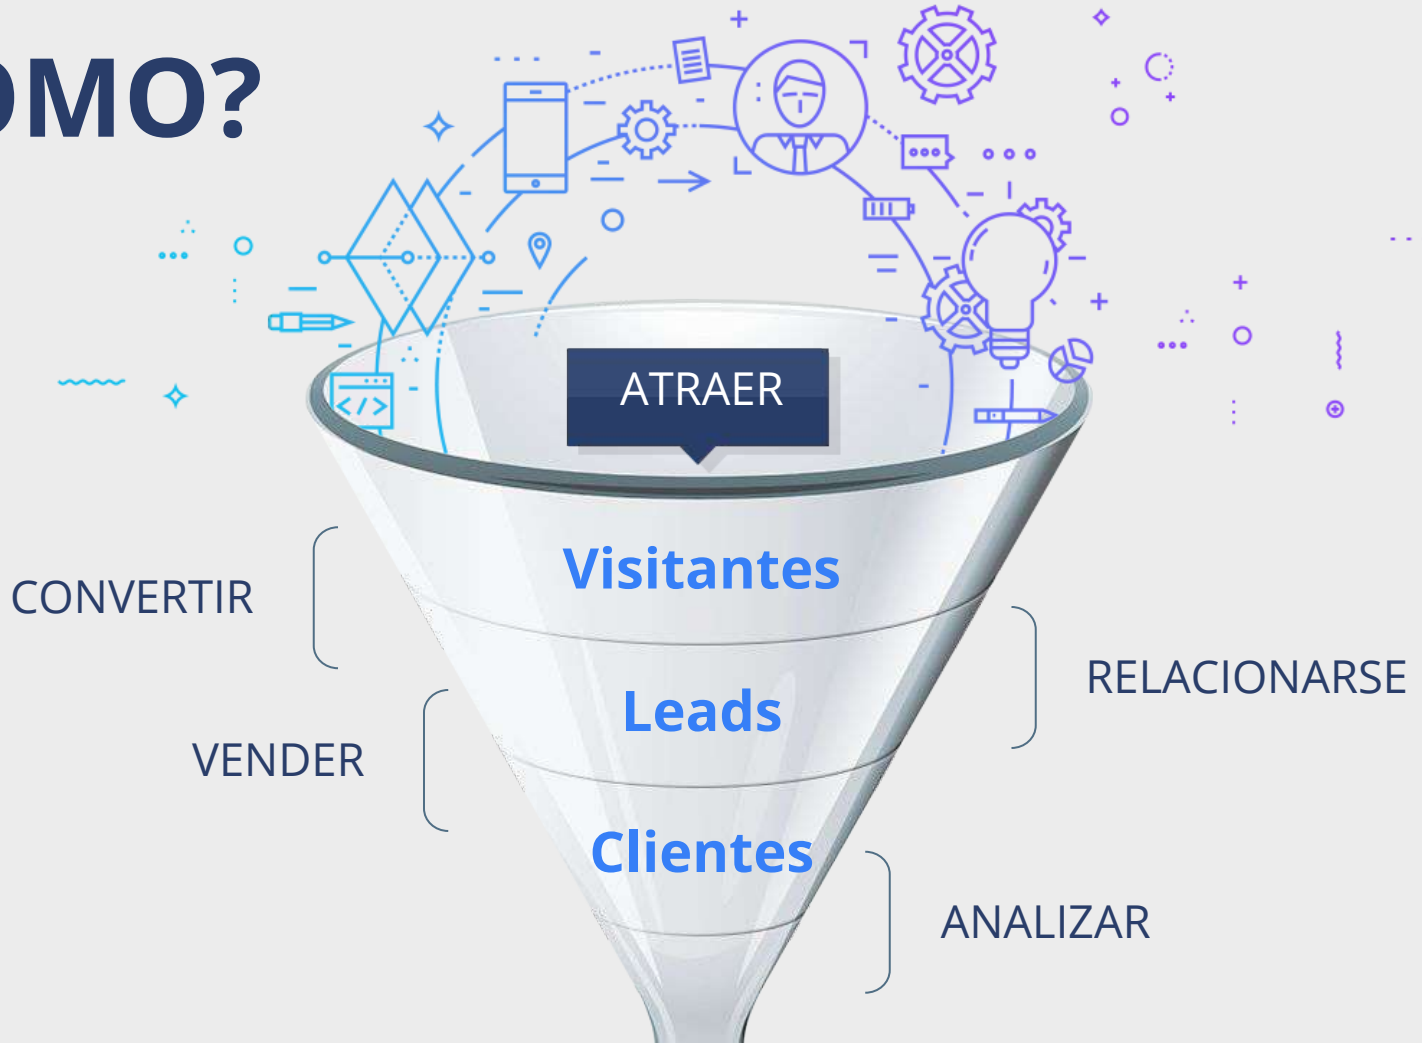 OMO?
ATRAER
Visitantes
CONVERTIR
RELACIONARSE
Leads
VENDER
Clientes
ANALIZAR